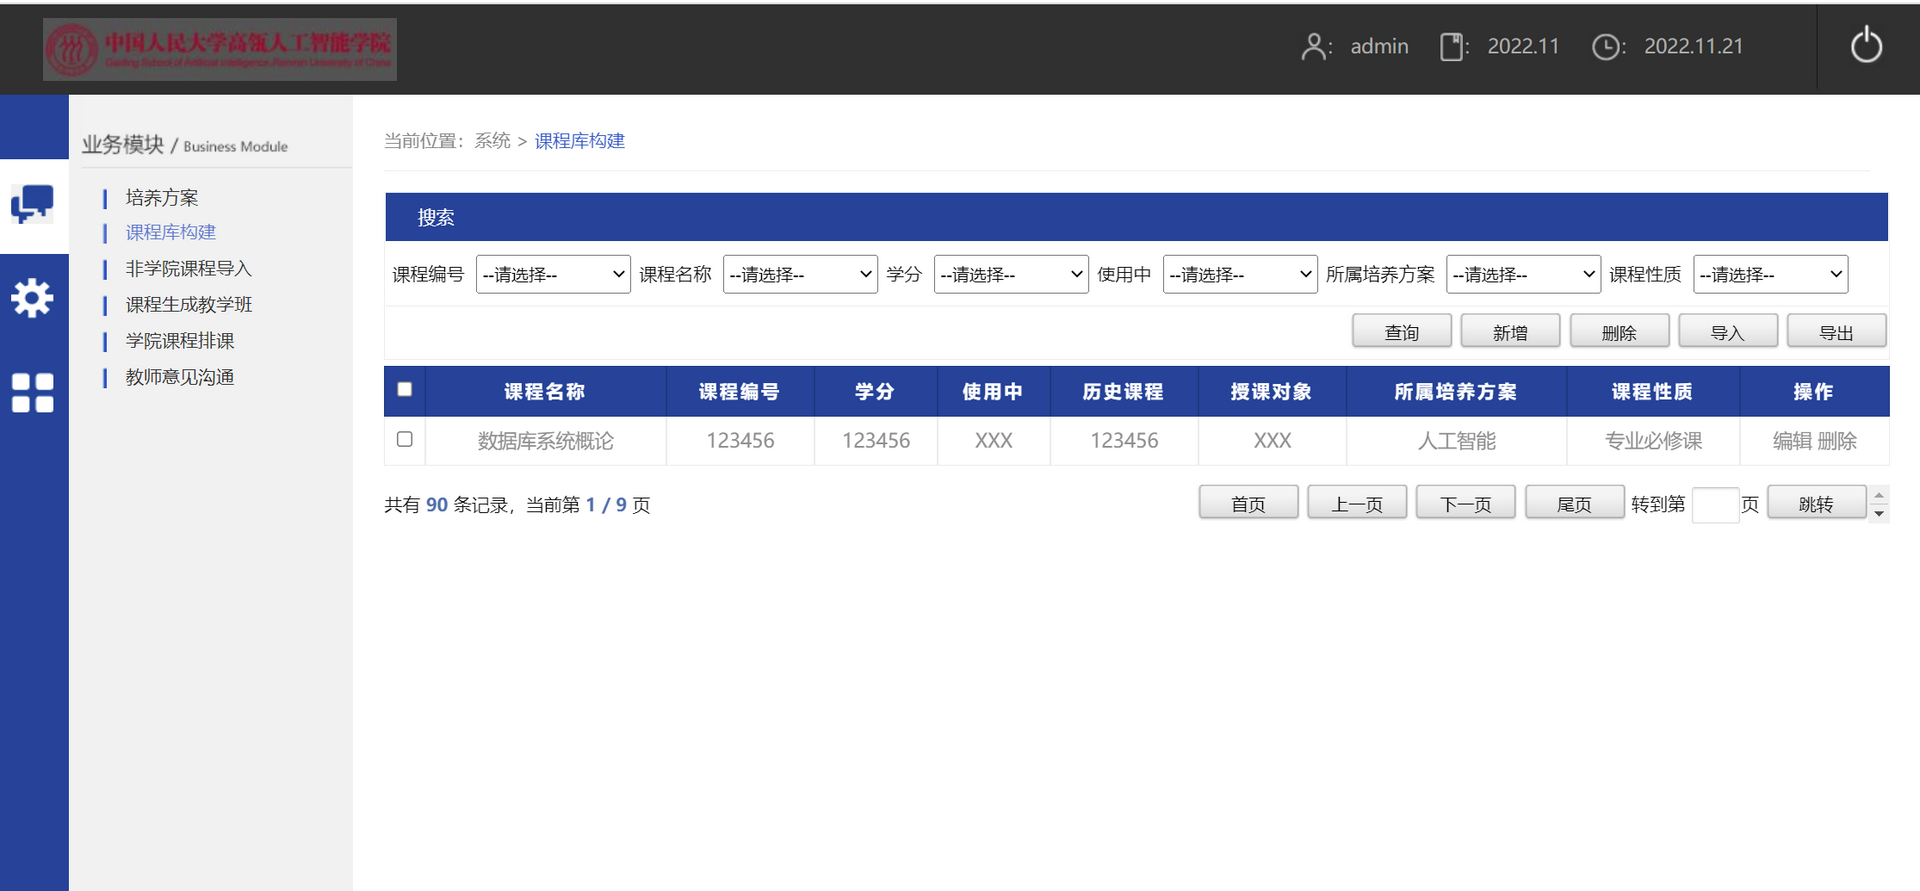 中国人民大学高瓴人工智能学院
Gaoling School of Artificial Intelligence Renmin University of China
admin
2022.11
2022.11.21
业务模块 / Business Module
培养方案
课程库构建
非学院课程导入
课程生成教学班
学院课程排课
教师意见沟通
当前位置：系统 > 课程库构建
搜索
课程编号 --请选择-- 课程名称 --请选择-- 学分 --请选择-- 使用中 --请选择-- 所属培养方案 --请选择-- 课程性质 --请选择--
查询 新增 删除 导入 导出
课程名称 课程编号 学分 使用中 历史课程 授课对象 所属培养方案 课程性质 操作
数据库系统概论 123456 123456 XXX 123456 XXX 人工智能 专业必修课 编辑 删除
共有 90 条记录，当前第 1 / 9 页 首页 上一页 下一页 尾页 转到第 页 跳转